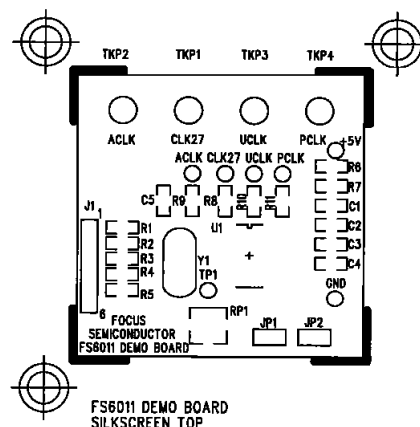 TKP2 TKP1 TKP3 TKP4
ACLK CLK27 UCLK PCLK
+5V
ACLK CLK27 UCLK PCLK
R6
R7
C5 R9 R8 R10 R11
C1
J1
1
U1
C2
R1
R2
C3
R3
Y1
C4
R4
TP1
R5
GND
RP1
6
FOCUS
SEMICONDUCTOR
FS6011 DEMO BOARD
JP1 JP2
FS6011 DEMO BOARD
SILKSCREEN TOP